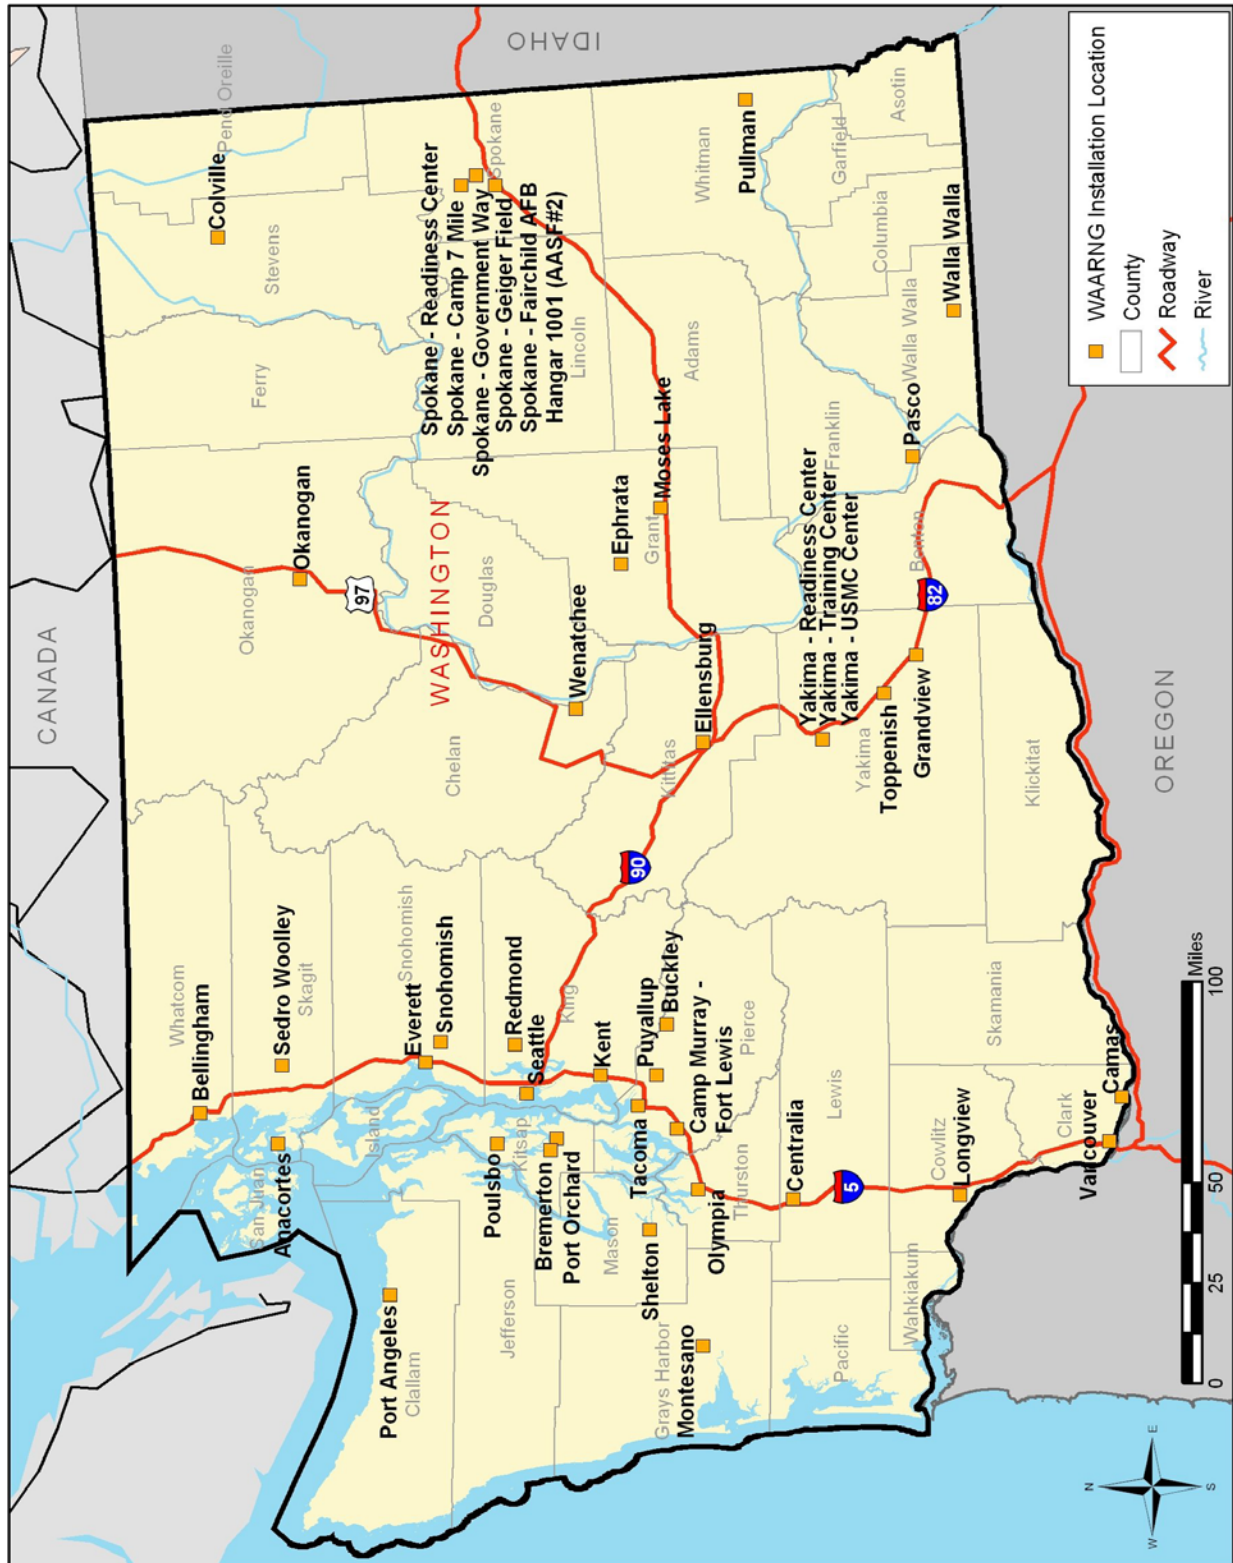 CANADA
IDAHO
OREGON
WASHINGTON
Whatcom
Bellingham
San Juan
Anacortes
Sedro Woolley
Skagit
Island
Okanogan
Okanogan
Ferry
Stevens
Colville
Pend Oreille
97
Port Angeles
Clallam
Everett
Snohomish
Snohomish
Chelan
Douglas
Spokane - Readiness Center
Spokane - Camp 7 Mile
Spokane - Government Way
Spokane - Geiger Field
Spokane - Fairchild AFB
Hangar 1001 (AASF#2)
Spokane
Lincoln
Jefferson
Poulsbo
Kitsap
Bremerton
Port Orchard
Redmond
Seattle
King
Kent
Wenatchee
Ephrata
Grant
Moses Lake
Adams
Whitman
Pullman
90
Mason
Shelton
Tacoma
Puyallup
Buckley
Camp Murray -
Fort Lewis
Pierce
Kittitas
Ellensburg
Grays Harbor
Montesano
Olympia
Thurston
Centralia
Lewis
5
Yakima - Readiness Center
Yakima - Training Center
Yakima - USMC Center
Yakima
Toppenish
Grandview
82
Benton
Franklin
Pasco
Walla Walla
Walla Walla
Columbia
Garfield
Asotin
Pacific
Wahkiakum
Cowlitz
Longview
Skamania
Klickitat
Clark
Vancouver
Camas
WAARNG Installation Location
County
Roadway
River
N
W
E
S
0
25
50
100
Miles